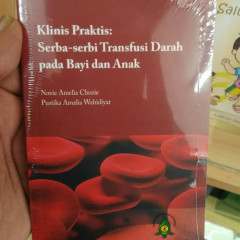 Klinis Praktis:
Serba-serbi Transfusi Darah
pada Bayi dan Anak
Novie Amelia Chozie
Pustika Amalia Wahidiyat